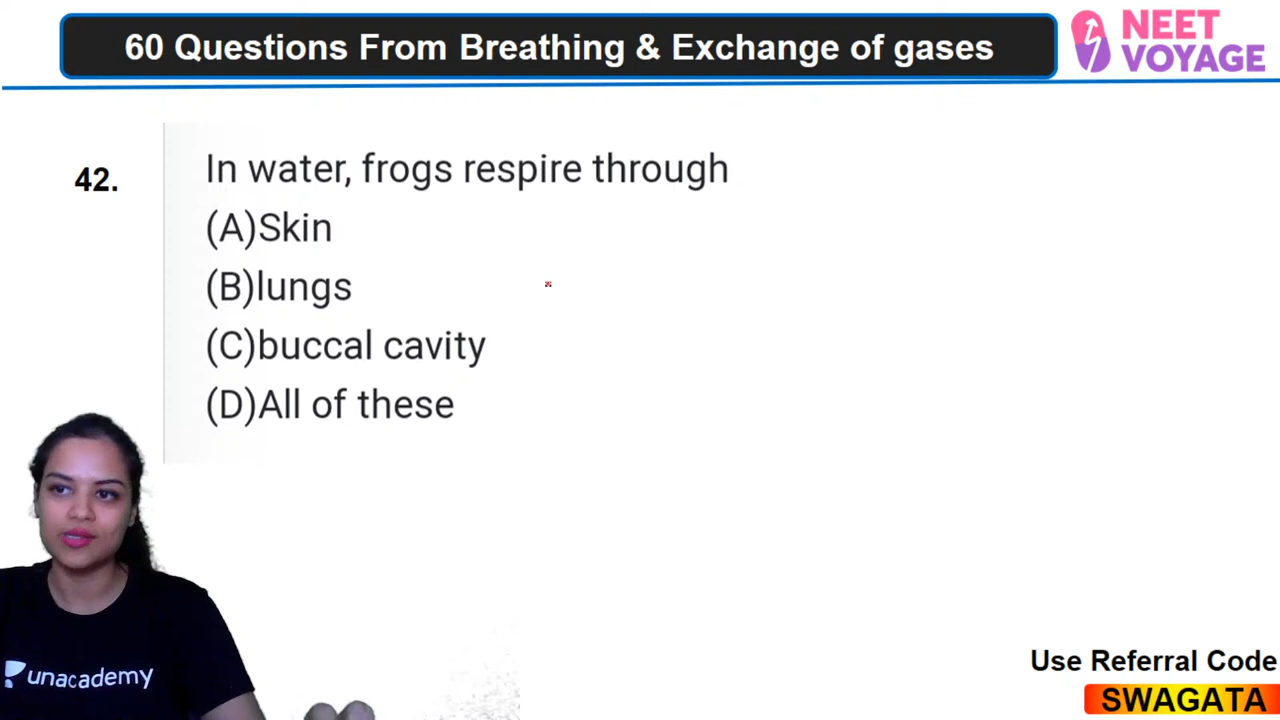 60 Questions From Breathing & Exchange of gases
NEET
VOYAGE
42.
In water, frogs respire through
(A)Skin
(B)lungs
(C)buccal cavity
(D)All of these
unacademy
Use Referral Code
SWAGATA